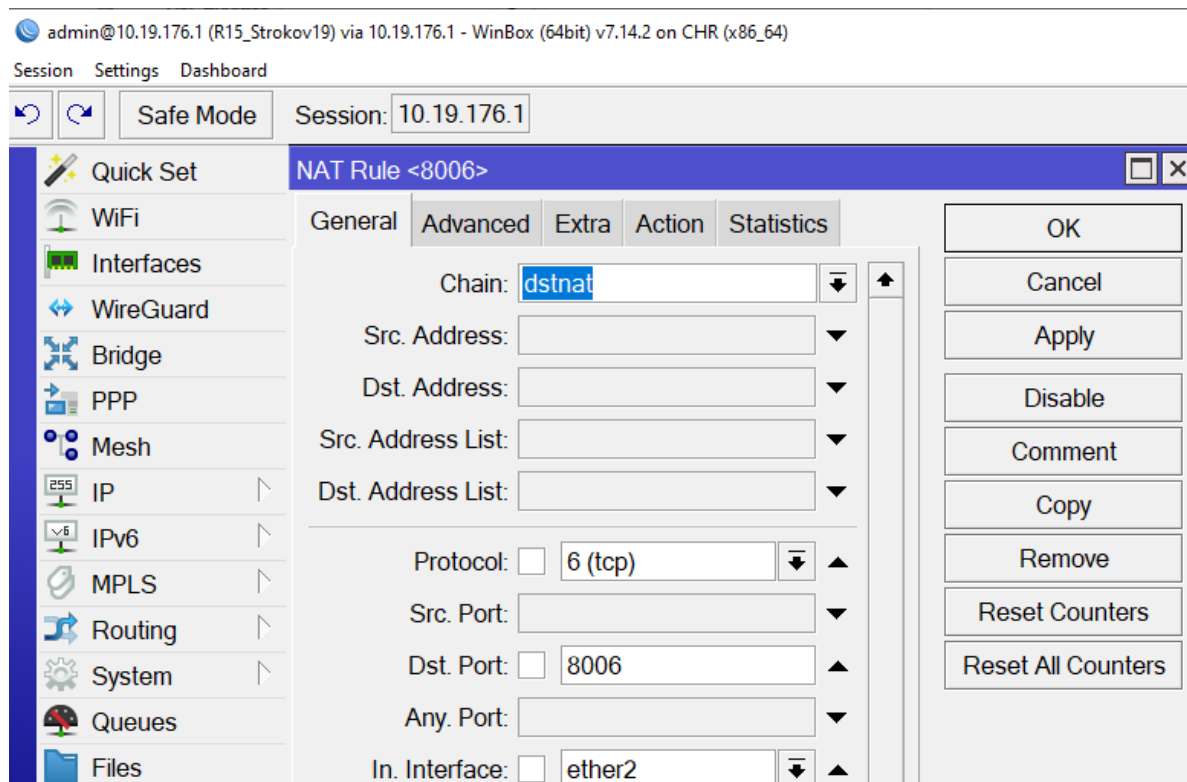 admin@10.19.176.1 (R15_Strokov19) via 10.19.176.1 - WinBox (64bit) v7.14.2 on CHR (x86_64)
Session Settings Dashboard
Safe Mode Session: 10.19.176.1
Quick Set
WiFi
Interfaces
WireGuard
Bridge
PPP
Mesh
255
IP
v6
IPv6
MPLS
Routing
System
Queues
Files
NAT Rule <8006>
General Advanced Extra Action Statistics
Chain: dstnat
Src. Address:
Dst. Address:
Src. Address List:
Dst. Address List:
Protocol: 6 (tcp)
Src. Port:
Dst. Port: 8006
Any. Port:
In. Interface: ether2
OK
Cancel
Apply
Disable
Comment
Copy
Remove
Reset Counters
Reset All Counters